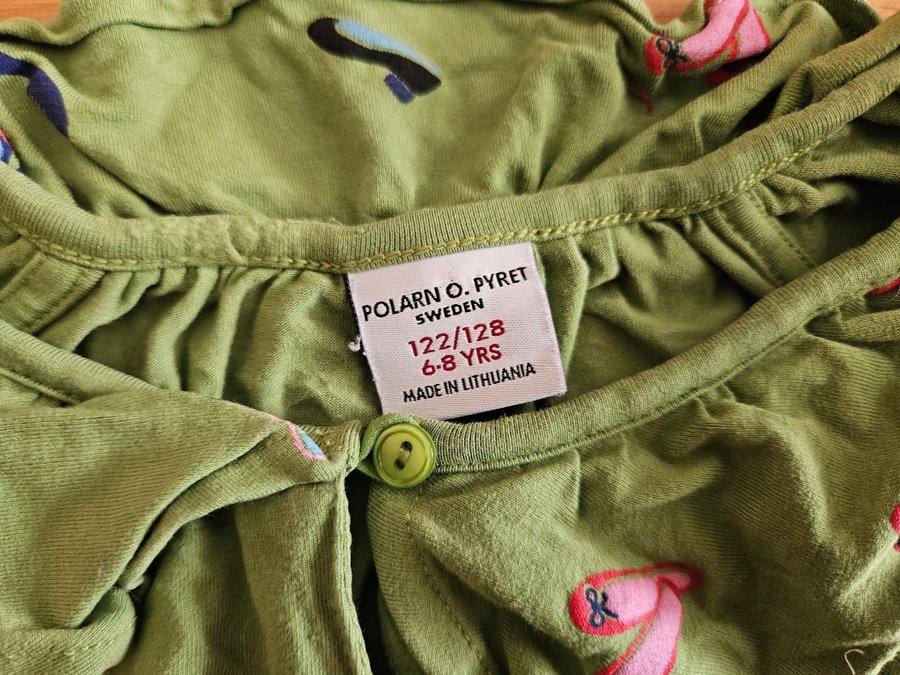 POLARN O. PYRET
SWEDEN
122/128
6-8 YRS
MADE IN LITHUANIA